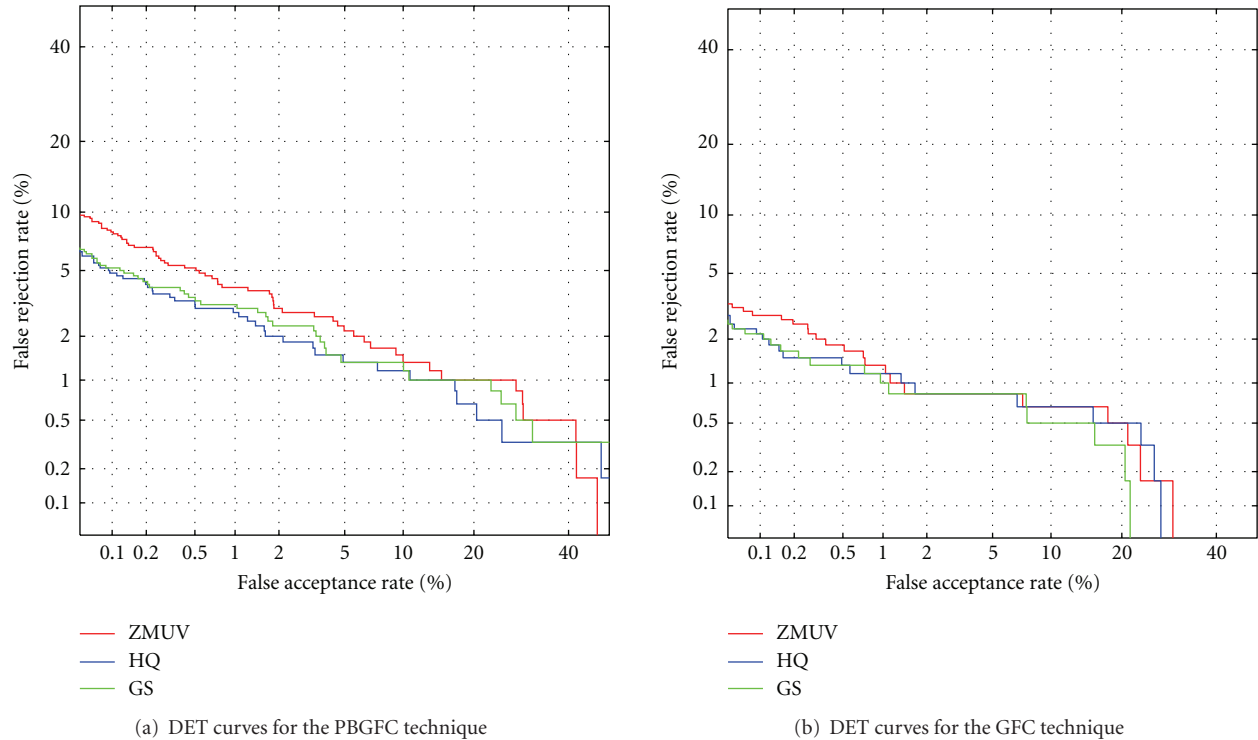 False rejection rate (%)
40
20
10
5
2
1
0.5
0.2
0.1
0.1 0.2 0.5 1 2 5 10 20 40
False acceptance rate (%)
ZMUV
HQ
GS
(a) DET curves for the PBGFC technique
False rejection rate (%)
40
20
10
5
2
1
0.5
0.2
0.1
0.1 0.2 0.5 1 2 5 10 20 40
False acceptance rate (%)
ZMUV
HQ
GS
(b) DET curves for the GFC technique